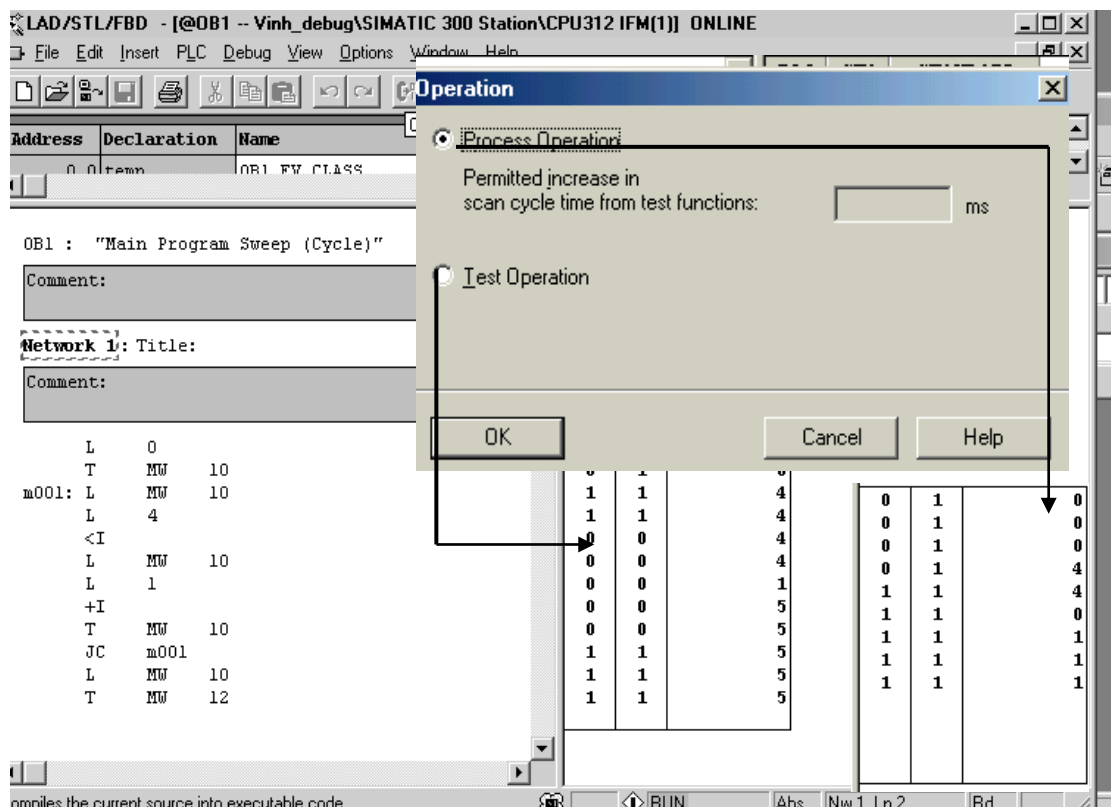 LAD/STL/FBD - [@OB1 -- Vinh_debug\SIMATIC 300 Station\CPU312 IFM(1)] ONLINE
File Edit Insert PLC Debug View Options Window Help
Address Declaration Name
0.0 temp OB1_EV_CLASS
OB1 : "Main Program Sweep (Cycle)"
Comment:
Network 1: Title:
Comment:
L 0
T MW 10
m001: L MW 10
L 4
<I
L MW 10
L 1
+I
T MW 10
JC m001
L MW 10
T MW 12
Operation
Process Operation
Permitted increase in
scan cycle time from test functions: ms
Test Operation
OK Cancel Help
0 1 0
1 1 4
1 1 4
0 0 4
0 0 4
0 0 1
0 0 5
0 0 5
1 1 5
1 1 5
1 1 5
0 1 0
0 1 0
0 1 0
0 1 4
1 1 4
1 1 0
1 1 1
1 1 1
1 1 1
ompiles the current source into executable code. RUN Abs Nw 1 Ln 2 Rd